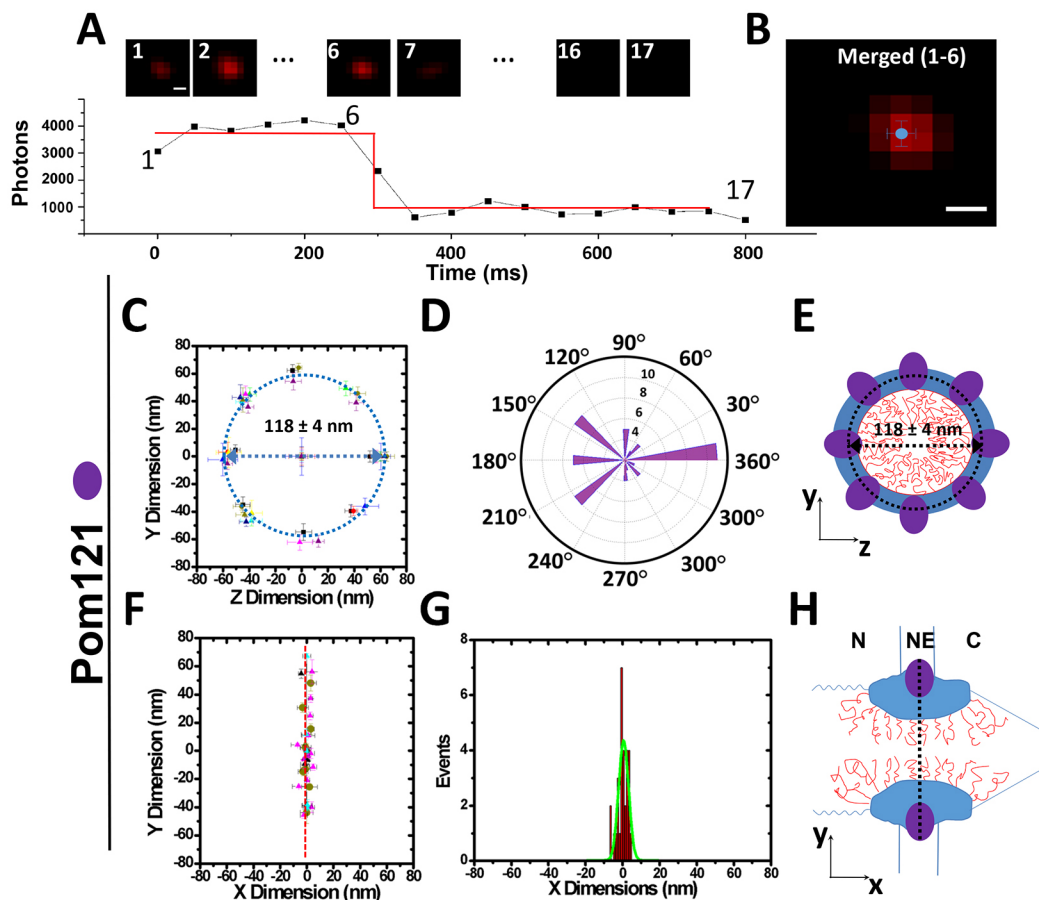 A
1
2
...
6
7
...
16
17
Photons
4000
3000
2000
1000
1
6
17
0
200
400
600
800
Time (ms)
B
Merged (1-6)
Pom121
C
Y Dimension (nm)
80
60
40
20
0
-20
-40
-60
-80
118 ± 4 nm
-80 -60 -40 -20 0 20 40 60 80
Z Dimension (nm)
D
90°
120°
60°
150°
30°
180°
360°
210°
300°
240°
300°
270°
10
8
6
4
E
118 ± 4 nm
y
z
F
Y Dimension (nm)
80
60
40
20
0
-20
-40
-60
-80
-80 -60 -40 -20 0 20 40 60 80
X Dimension (nm)
G
Events
8
6
4
2
0
-80 -60 -40 -20 0 20 40 60 80
X Dimensions (nm)
H
N NE C
y
x